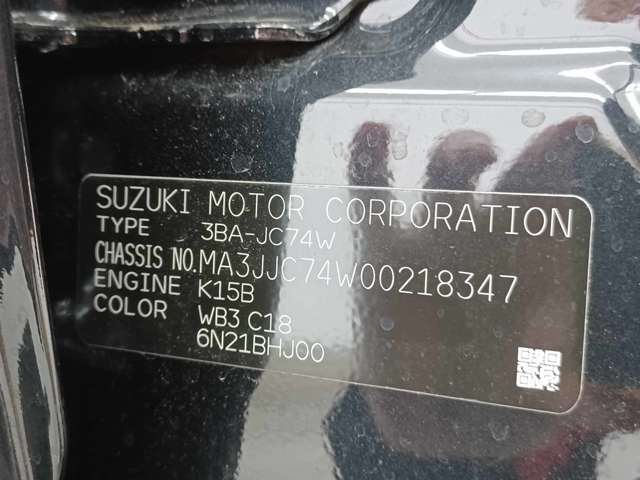 SUZUKI MOTOR CORPORATION
TYPE 3BA-JC74W
CHASSIS NO. MA3JJC74W00218347
ENGINE K15B
COLOR WB3 C18
6N21BHJ00